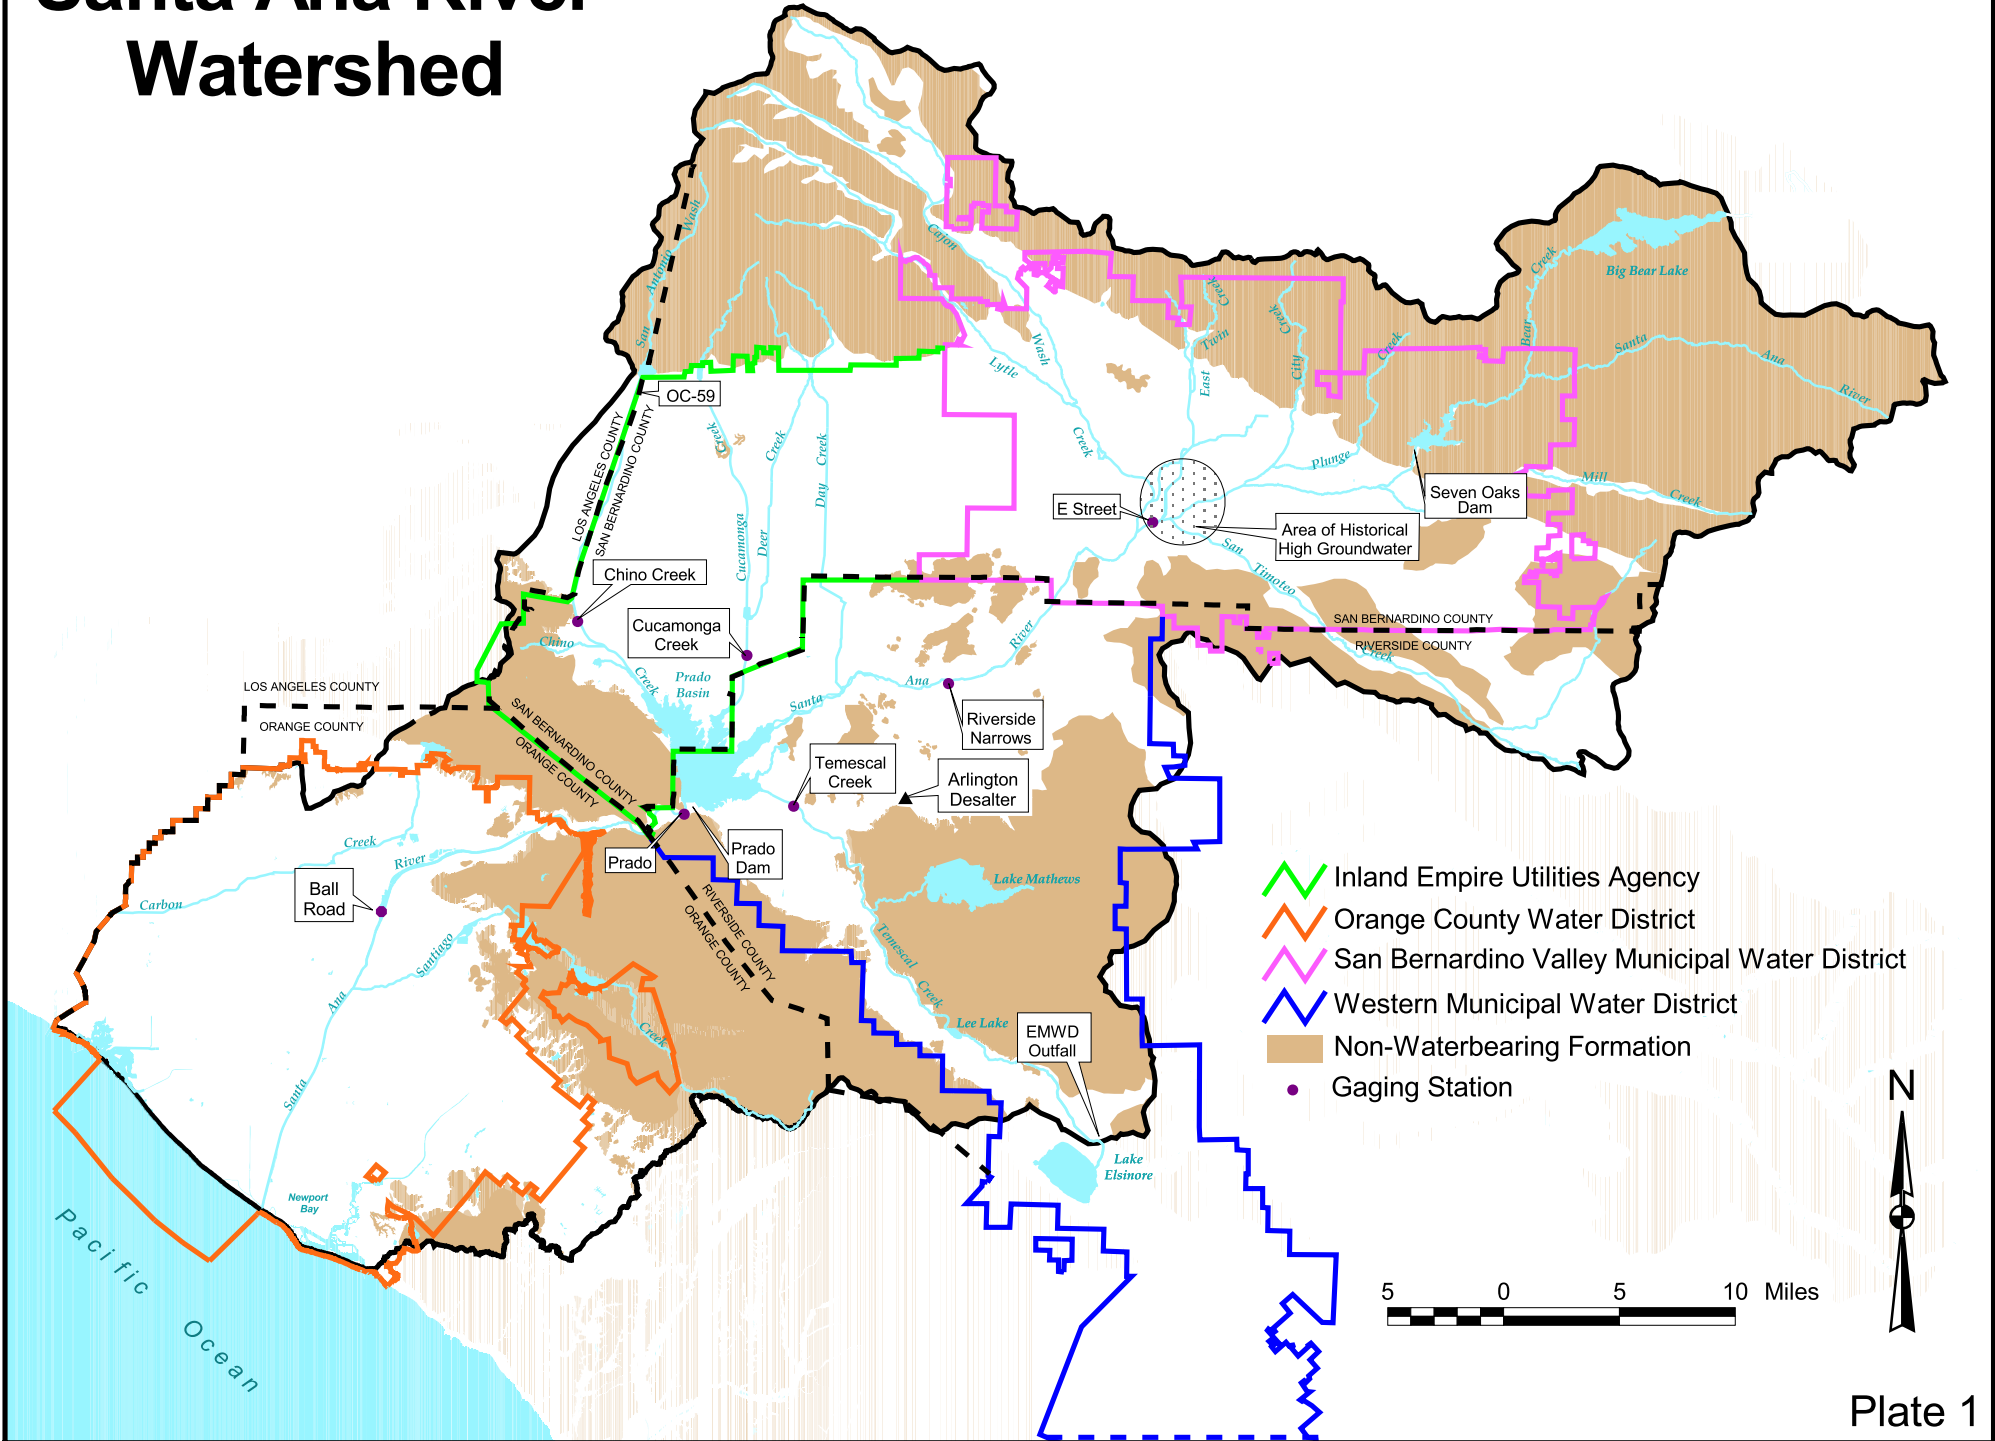 Santa Ana River
Watershed
San
Antonio
Wash
Cajon
Wash
Lytle
Creek
Twin
Creek
East
City
Creek
Plunge
Creek
Bear
Creek
Big Bear Lake
Santa
Ana
River
Mill
Creek
OC-59
LOS ANGELES COUNTY
SAN BERNARDINO COUNTY
Creek
Cucamonga
Deer
Creek
Day
Creek
E Street
Area of Historical
High Groundwater
Seven Oaks
Dam
San
Timoteo
Creek
SAN BERNARDINO COUNTY
RIVERSIDE COUNTY
Chino Creek
Cucamonga
Creek
Chino
Creek
Prado
Basin
Santa
Ana
River
Riverside
Narrows
LOS ANGELES COUNTY
ORANGE COUNTY
SAN BERNARDINO COUNTY
ORANGE COUNTY
Temescal
Creek
Arlington
Desalter
Prado
Prado
Dam
RIVERSIDE COUNTY
ORANGE COUNTY
Carbon
Creek
River
Ball
Road
Santiago
Creek
Ana
Santa
Lake Mathews
Temescal
Creek
Lee Lake
EMWD
Outfall
Lake
Elsinore
Newport
Bay
Pacific
Ocean
Inland Empire Utilities Agency
Orange County Water District
San Bernardino Valley Municipal Water District
Western Municipal Water District
Non-Waterbearing Formation
Gaging Station
N
5 0 5 10 Miles
Plate 1